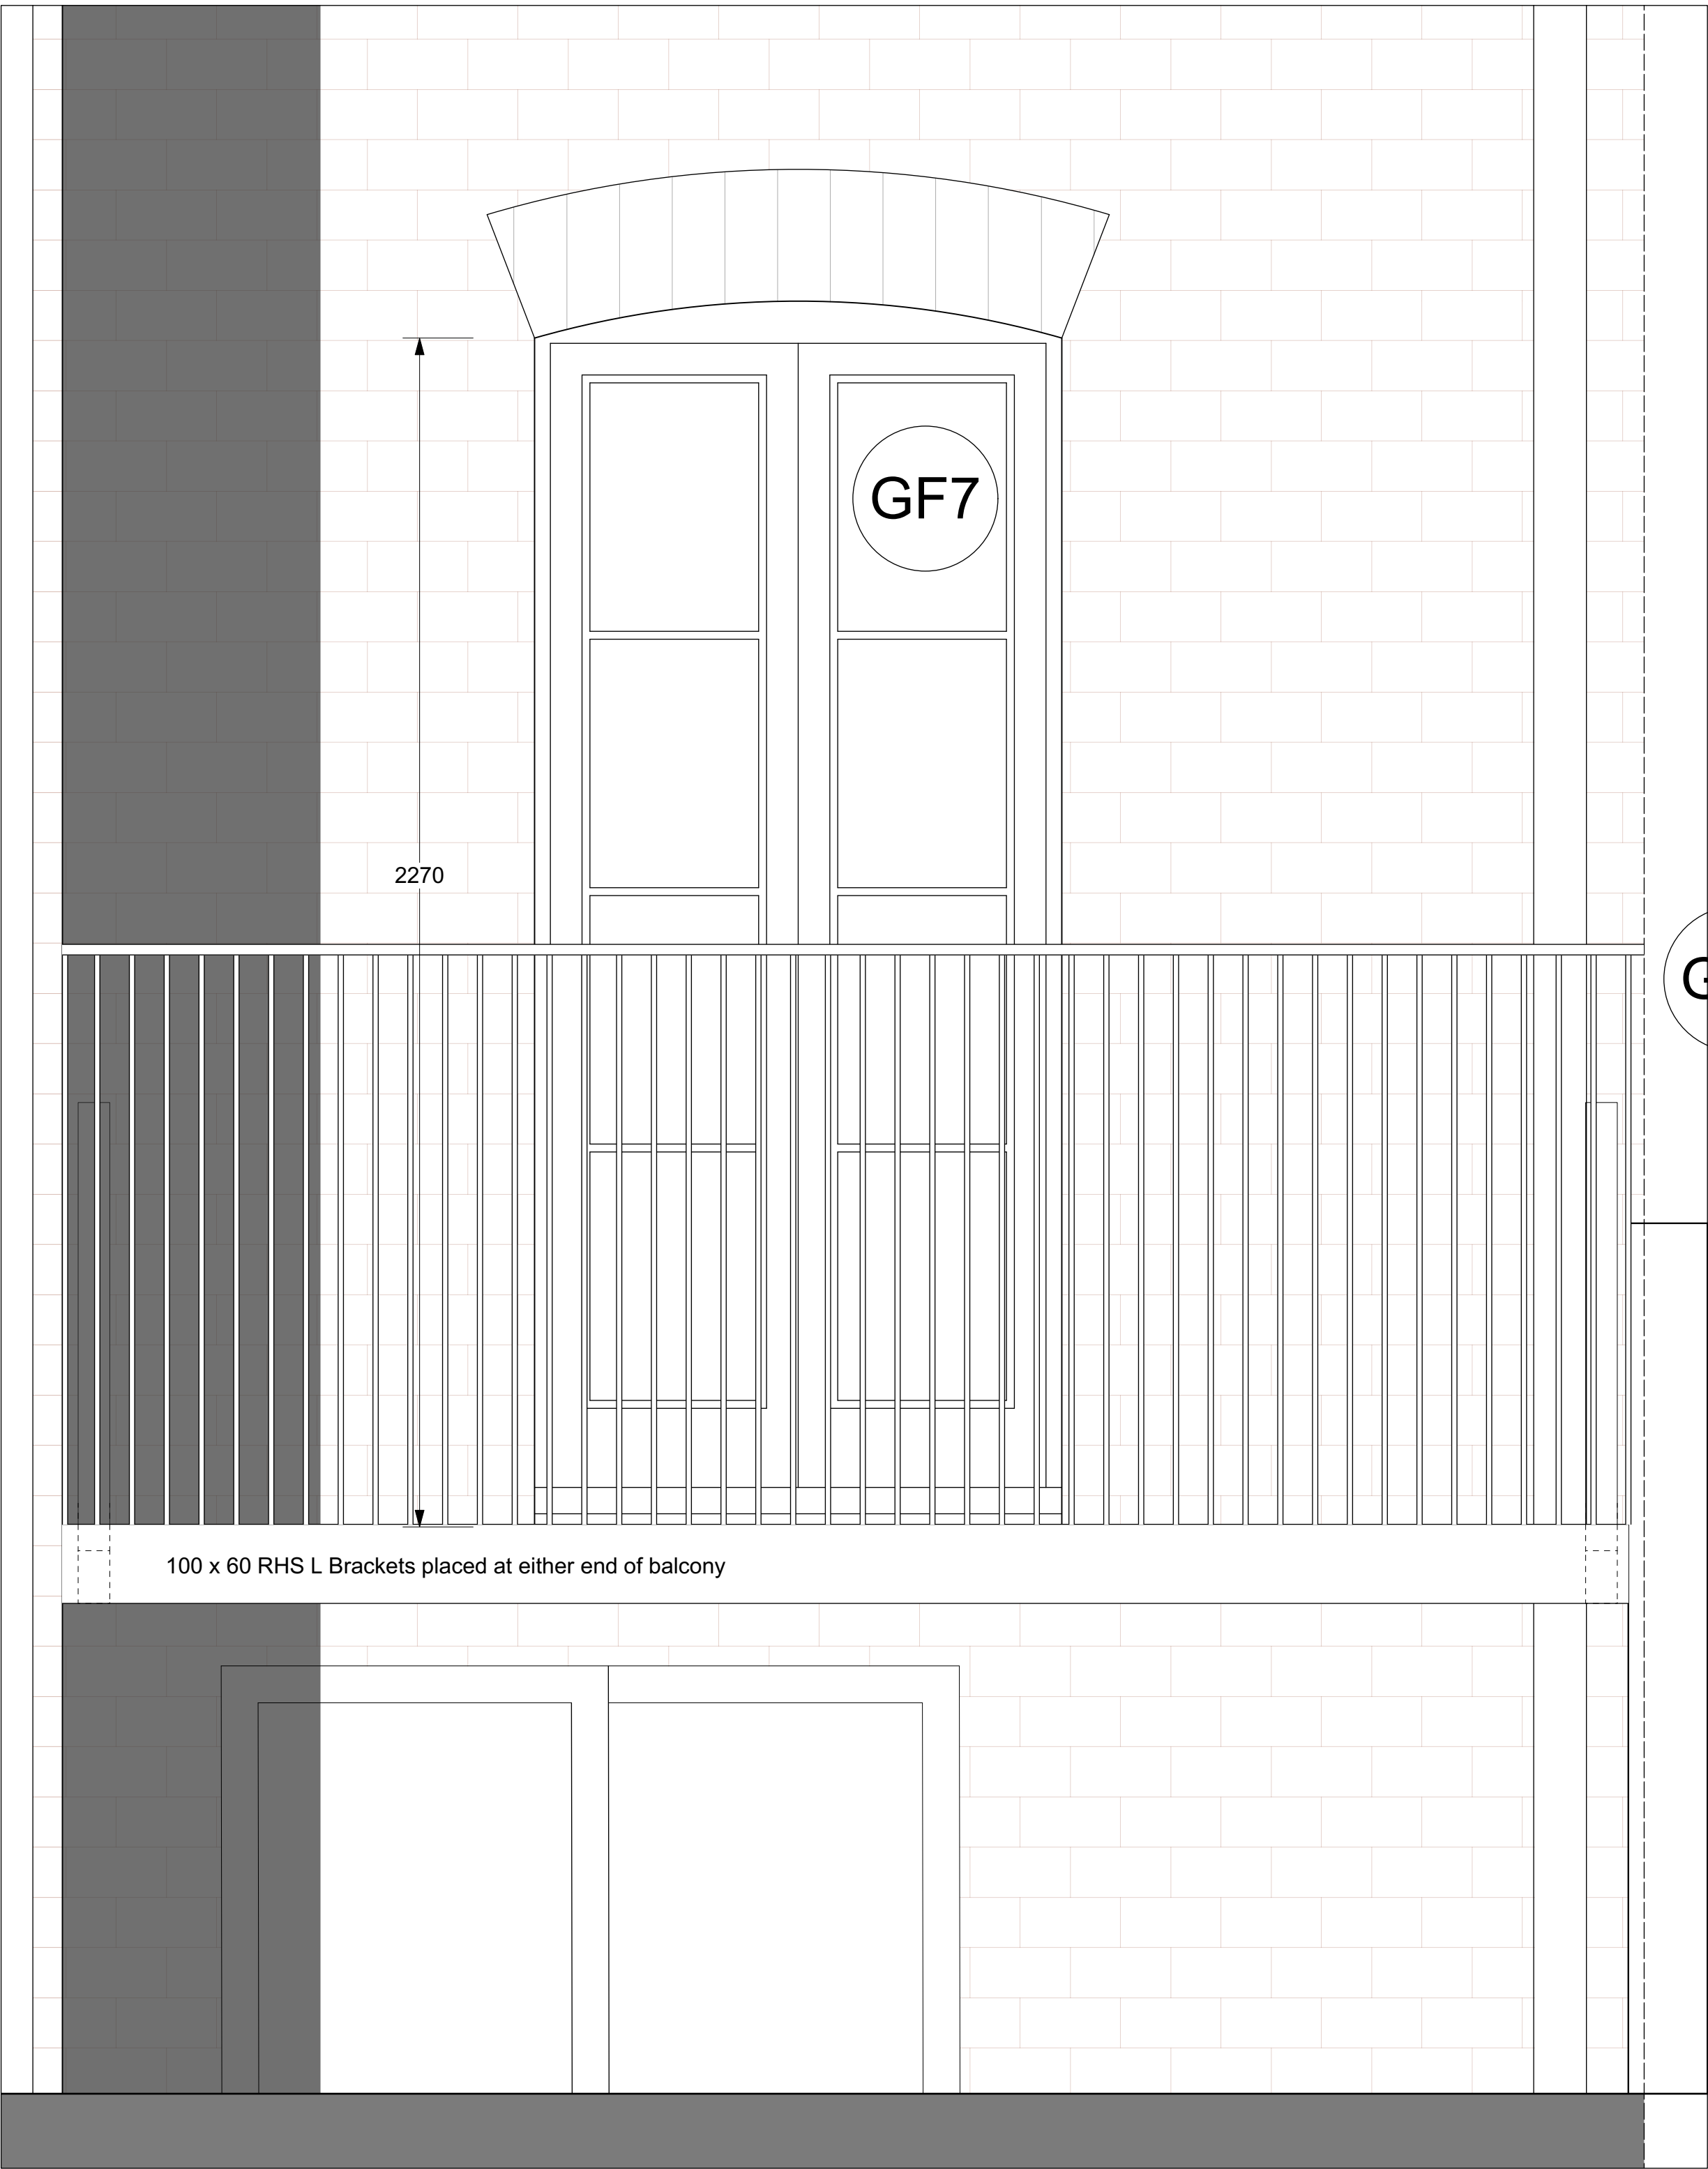 GF7
2270
G
100 x 60 RHS L Brackets placed at either end of balcony